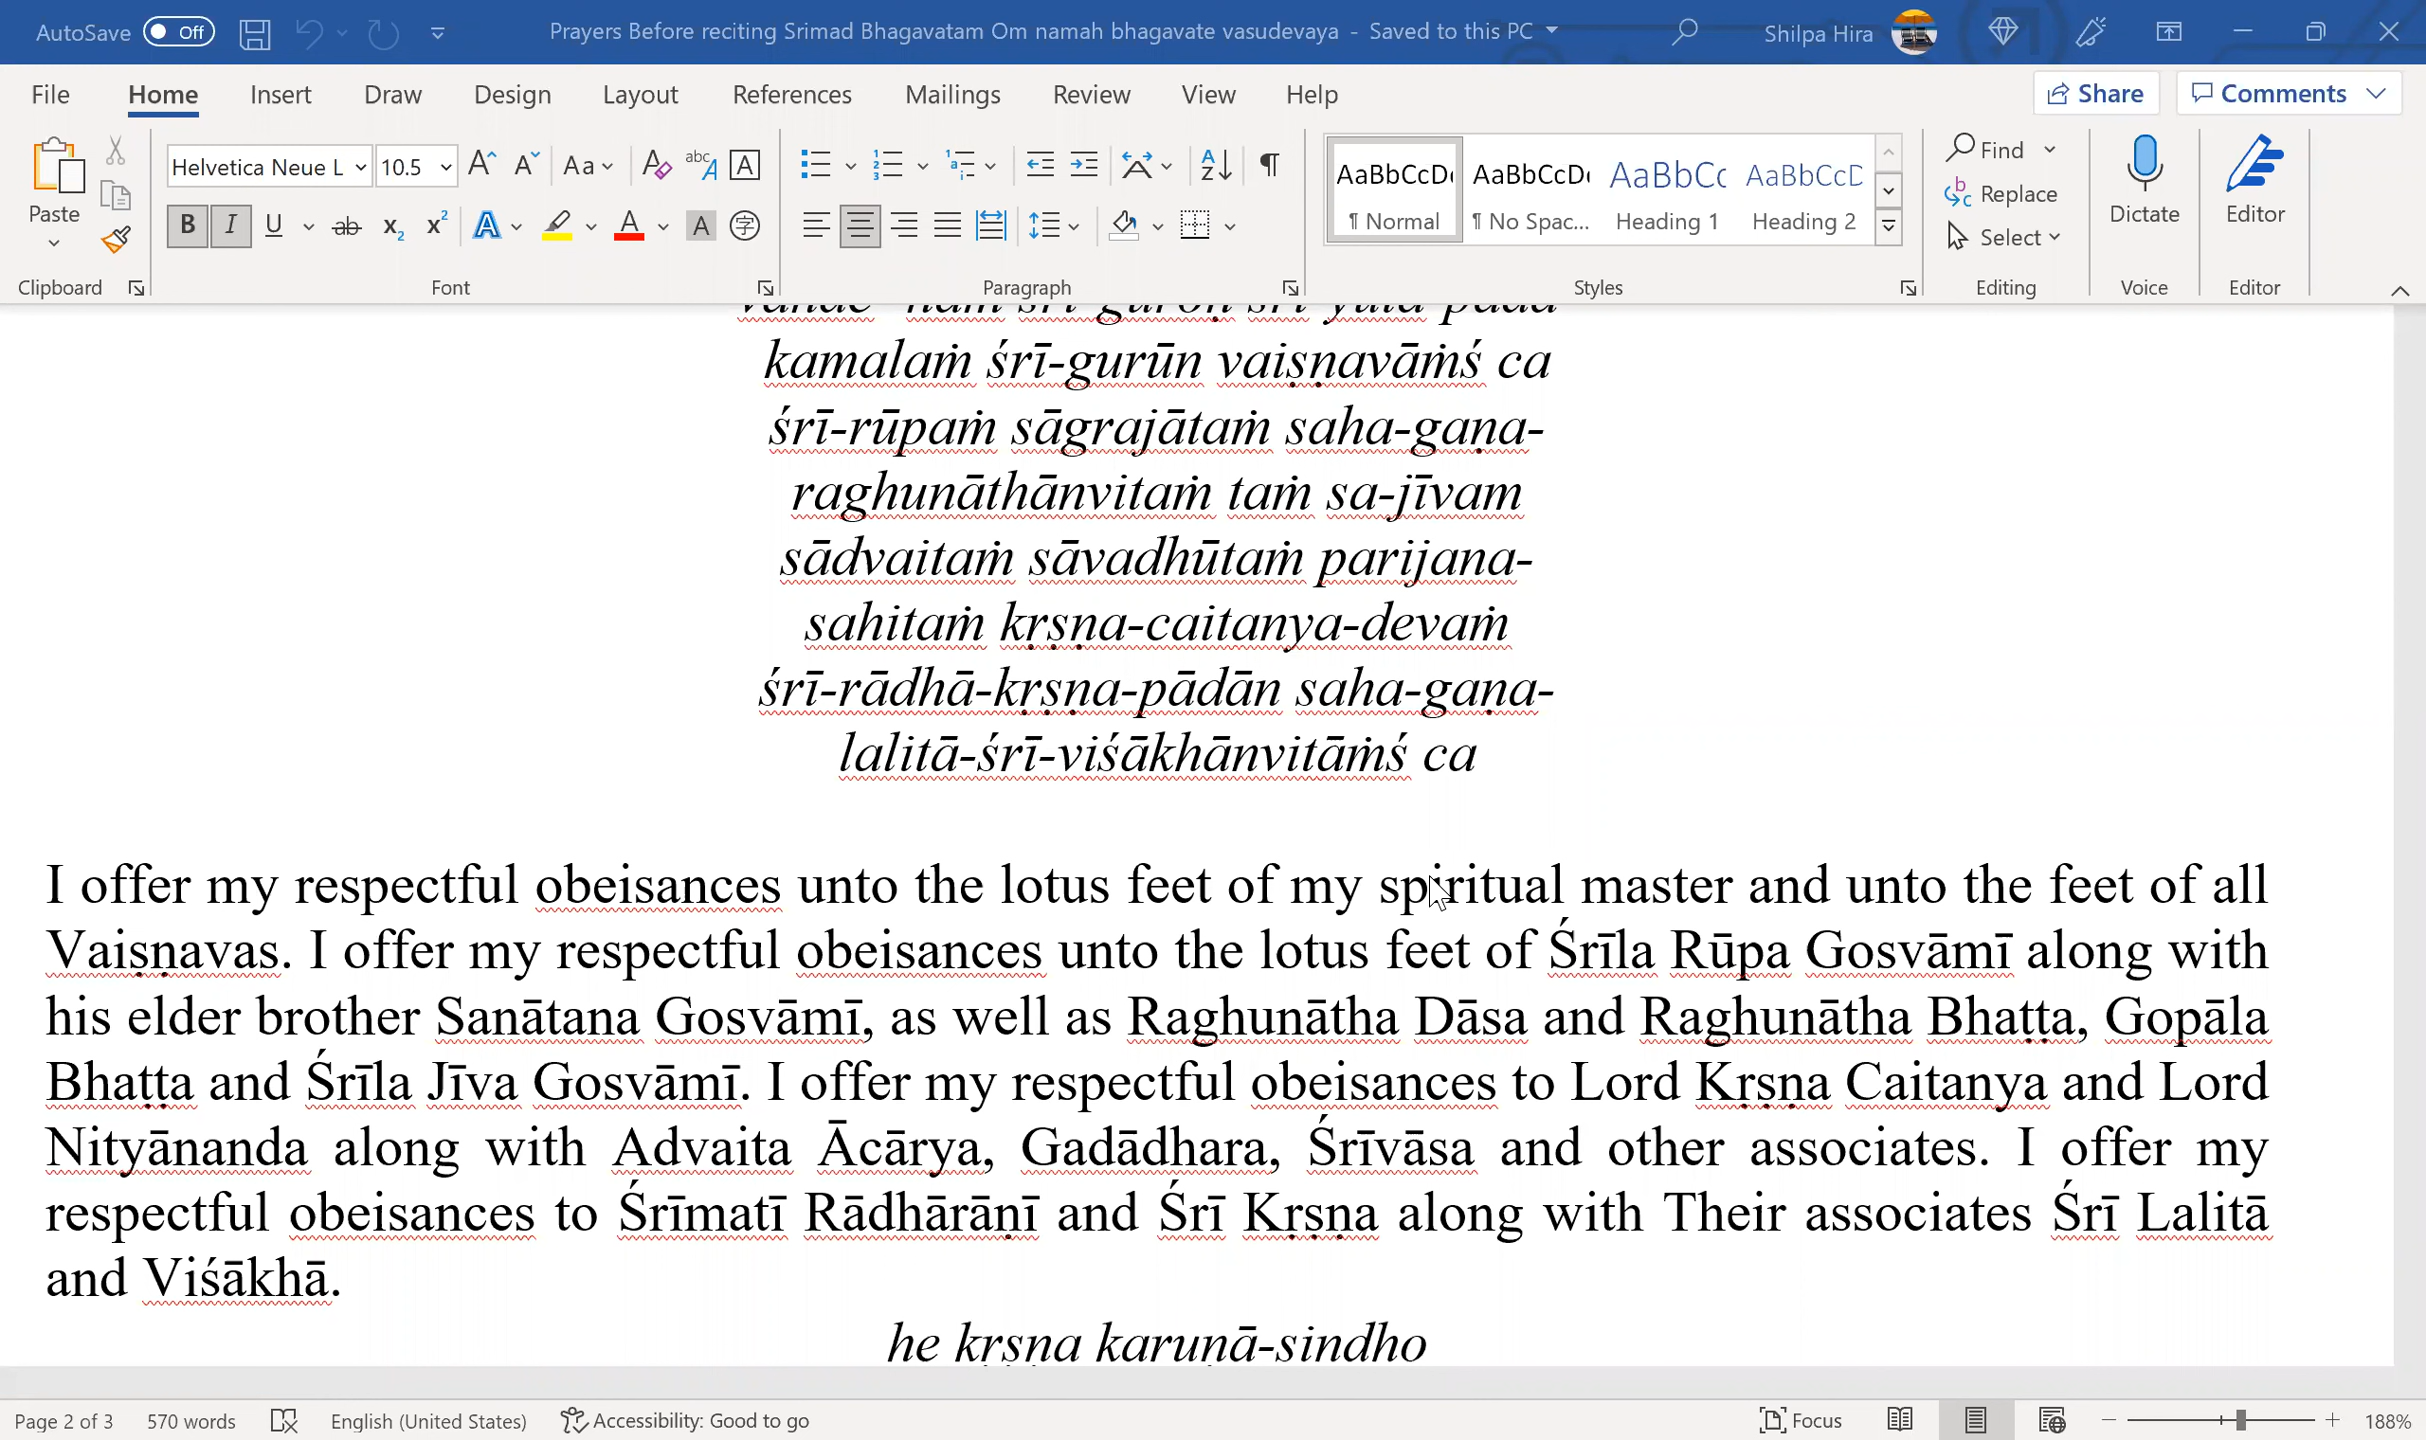 AutoSave Off Prayers Before reciting Srimad Bhagavatam Om namah bhagavate vasudevaya - Saved to this PC Shilpa Hira
File Home Insert Draw Design Layout References Mailings Review View Help Share Comments
Paste Helvetica Neue L 10.5 Aa abc A AaBbCcDc AaBbCcDc AaBbCc AaBbCcD Find
¶ Normal ¶ No Spac... Heading 1 Heading 2 Replace Dictate Editor
B I U ab x₂ x² A A A 字 Select
Clipboard Font Paragraph Styles Editing Voice Editor
kamalaṁ śrī-gurūn vaiṣṇavāṁś ca
śrī-rūpaṁ sāgrajātaṁ saha-gaṇa-
raghunāthānvitaṁ taṁ sa-jīvam
sādvaitaṁ sāvadhūtaṁ parijana-
sahitaṁ kṛṣṇa-caitanya-devaṁ
śrī-rādhā-kṛṣṇa-pādān saha-gaṇa-
lalitā-śrī-viśākhānvitāṁś ca
I offer my respectful obeisances unto the lotus feet of my spiritual master and unto the feet of all
Vaiṣṇavas. I offer my respectful obeisances unto the lotus feet of Śrīla Rūpa Gosvāmī along with
his elder brother Sanātana Gosvāmī, as well as Raghunātha Dāsa and Raghunātha Bhaṭṭa, Gopāla
Bhaṭṭa and Śrīla Jīva Gosvāmī. I offer my respectful obeisances to Lord Kṛṣṇa Caitanya and Lord
Nityānanda along with Advaita Ācārya, Gadādhara, Śrīvāsa and other associates. I offer my
respectful obeisances to Śrīmatī Rādhārāṇī and Śrī Kṛṣṇa along with Their associates Śrī Lalitā
and Viśākhā.
he kṛṣṇa karuṇā-sindho
Page 2 of 3 570 words English (United States) Accessibility: Good to go Focus 188%